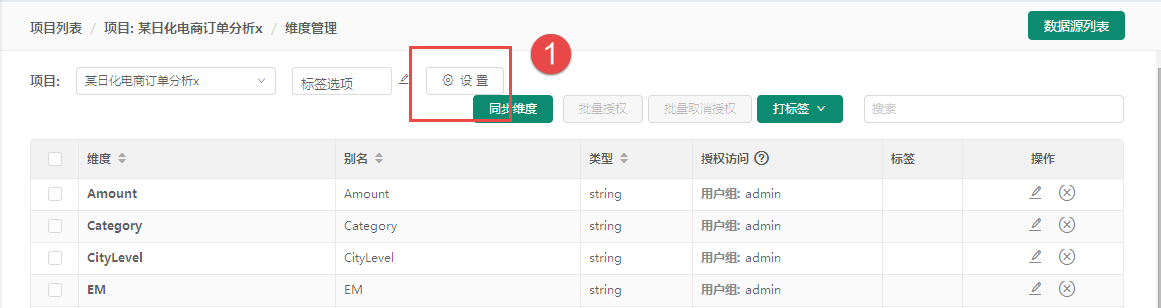 项目列表 / 项目: 某日化电商订单分析x / 维度管理 数据源列表
项目: 某日化电商订单分析x 标签选项 设 置 1
同步维度 批量授权 批量取消授权 打标签 搜索
维度 别名 类型 授权访问 标签 操作
Amount Amount string 用户组: admin
Category Category string 用户组: admin
CityLevel CityLevel string 用户组: admin
EM EM string 用户组: admin